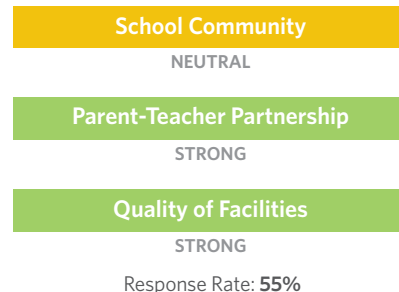 School Community
NEUTRAL
Parent-Teacher Partnership
STRONG
Quality of Facilities
STRONG
Response Rate: 55%